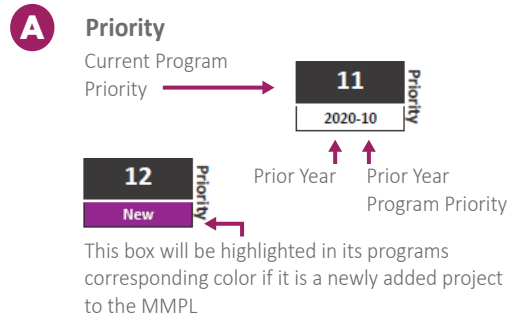 A
Priority
Current Program
Priority
11
Priority
2020-10
Prior Year
Prior Year
Program Priority
12
Priority
New
This box will be highlighted in its programs
corresponding color if it is a newly added project
to the MMPL